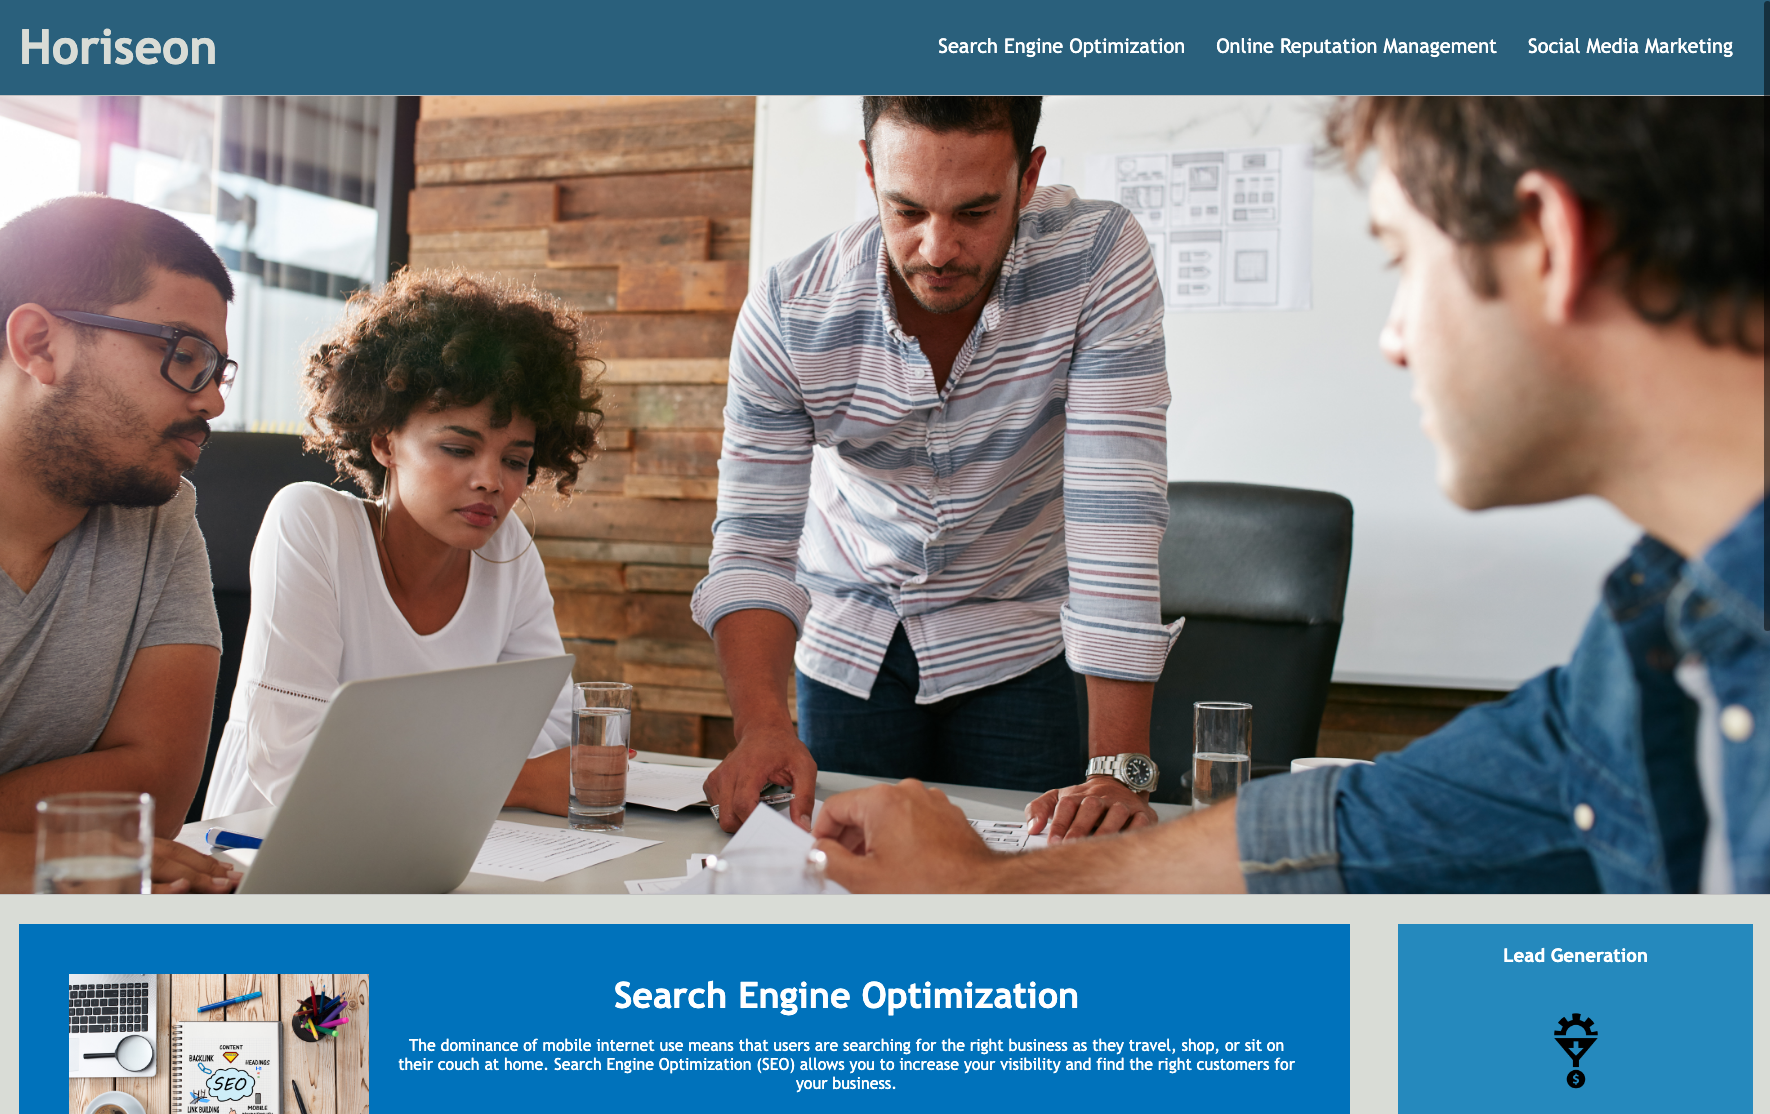 Horiseon
Search Engine Optimization
Online Reputation Management
Social Media Marketing
Search Engine Optimization
The dominance of mobile internet use means that users are searching for the right business as they travel, shop, or sit on
their couch at home. Search Engine Optimization (SEO) allows you to increase your visibility and find the right customers for
your business.
CONTENT
BACKLINK
HEADINGS
SEO
LINK BUILDING
MOBILE
Lead Generation
$